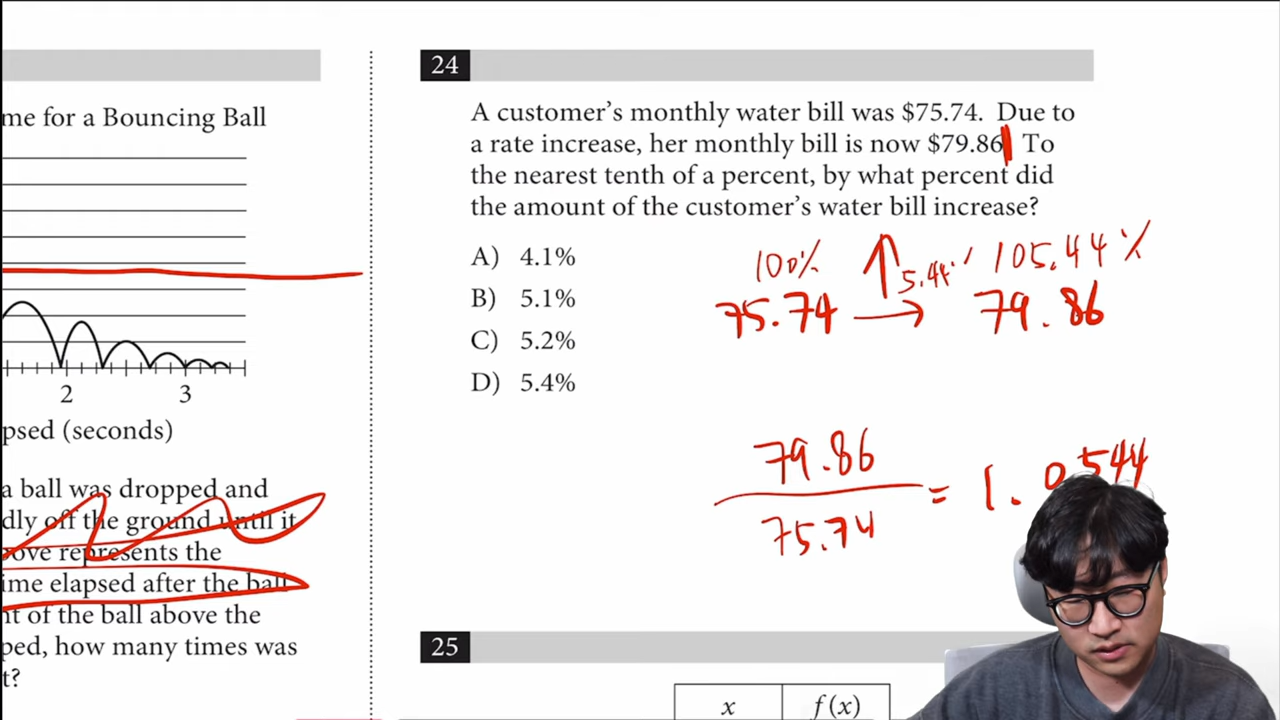 me for a Bouncing Ball
2 3
psed (seconds)
a ball was dropped and
dly off the ground until it
bove represents the
ime elapsed after the ball
nt of the ball above the
ped, how many times was
t?
24
A customer's monthly water bill was $75.74. Due to
a rate increase, her monthly bill is now $79.86 To
the nearest tenth of a percent, by what percent did
the amount of the customer's water bill increase?
A) 4.1%
B) 5.1%
C) 5.2%
D) 5.4%
100% ↑ 5.44% 105.44%
75.74 → 79.86
79.86
= 1.0544
75.74
25
x f(x)